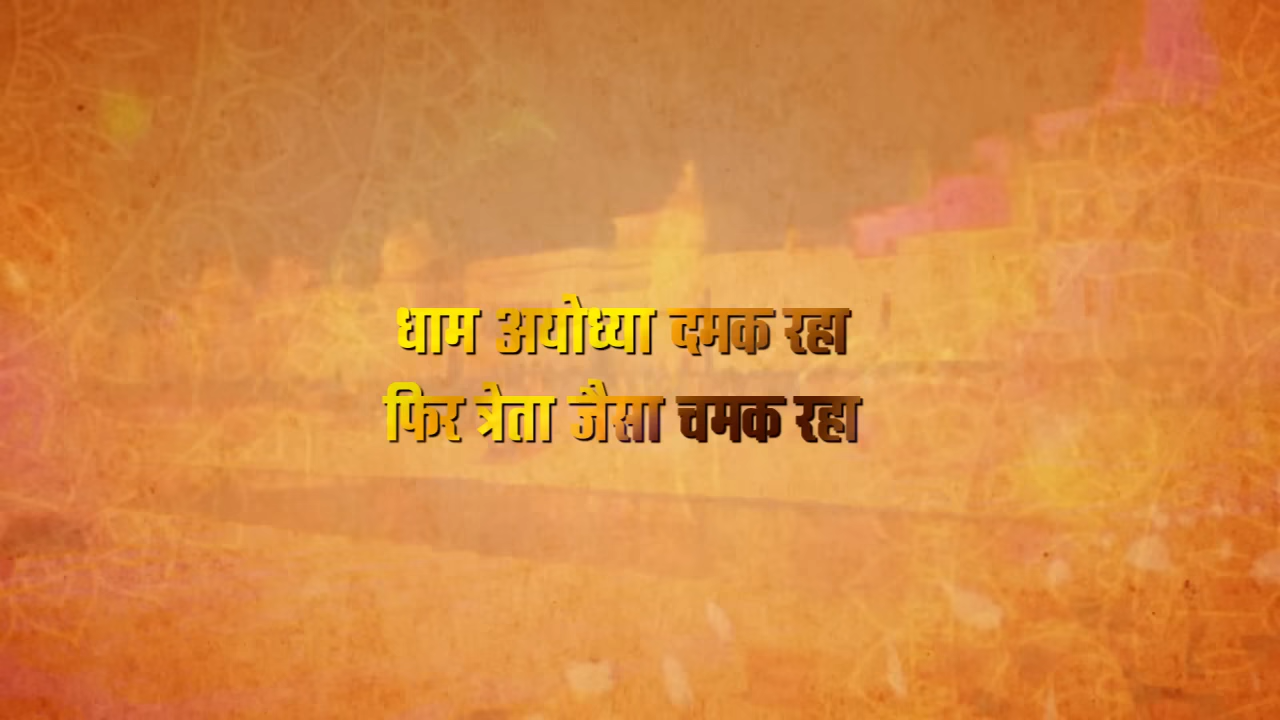 धाम अयोध्या दमक रहा
फिर त्रेता जैसा चमक रहा